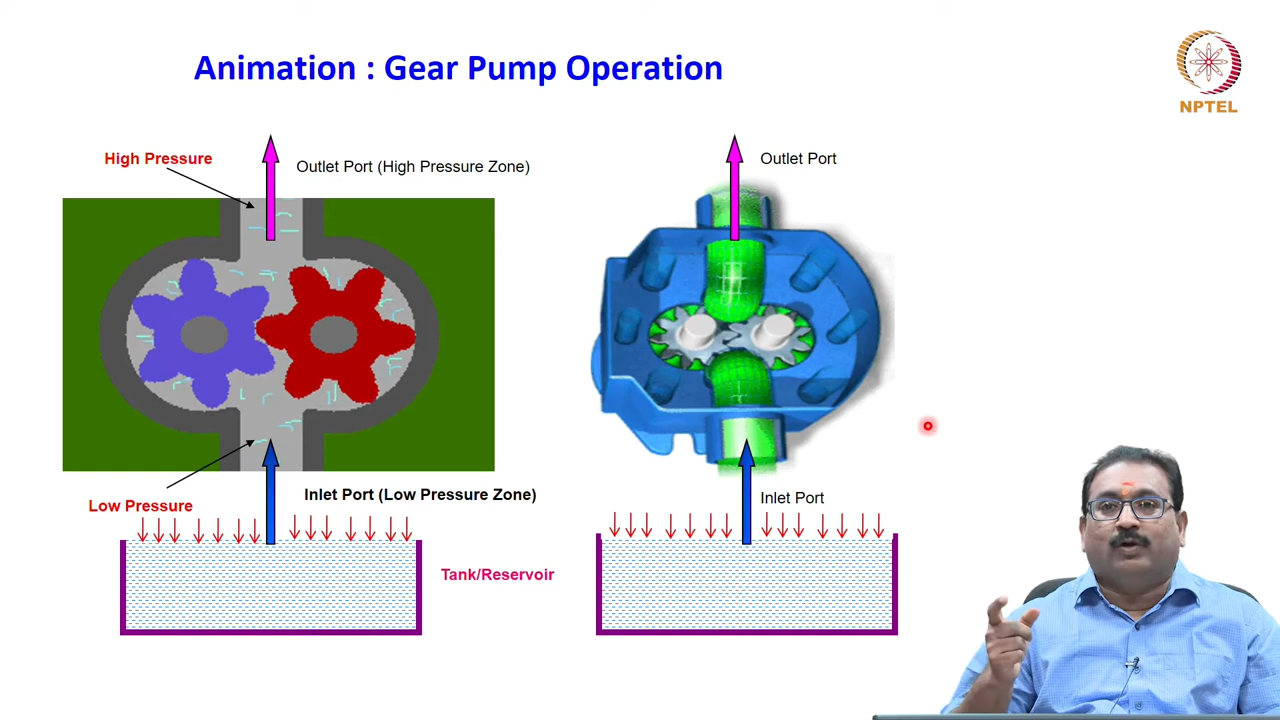 Animation : Gear Pump Operation
NPTEL
High Pressure
Outlet Port (High Pressure Zone)
Outlet Port
Low Pressure
Inlet Port (Low Pressure Zone)
Inlet Port
Tank/Reservoir